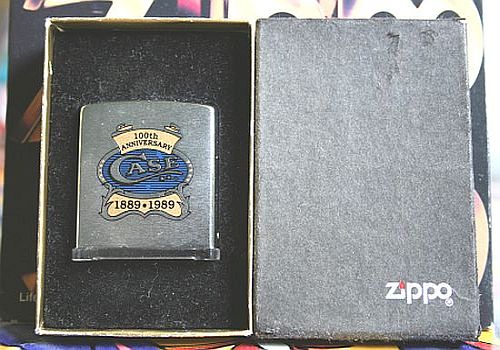 100th
ANNIVERSARY
CASE
1889 • 1989
zippo